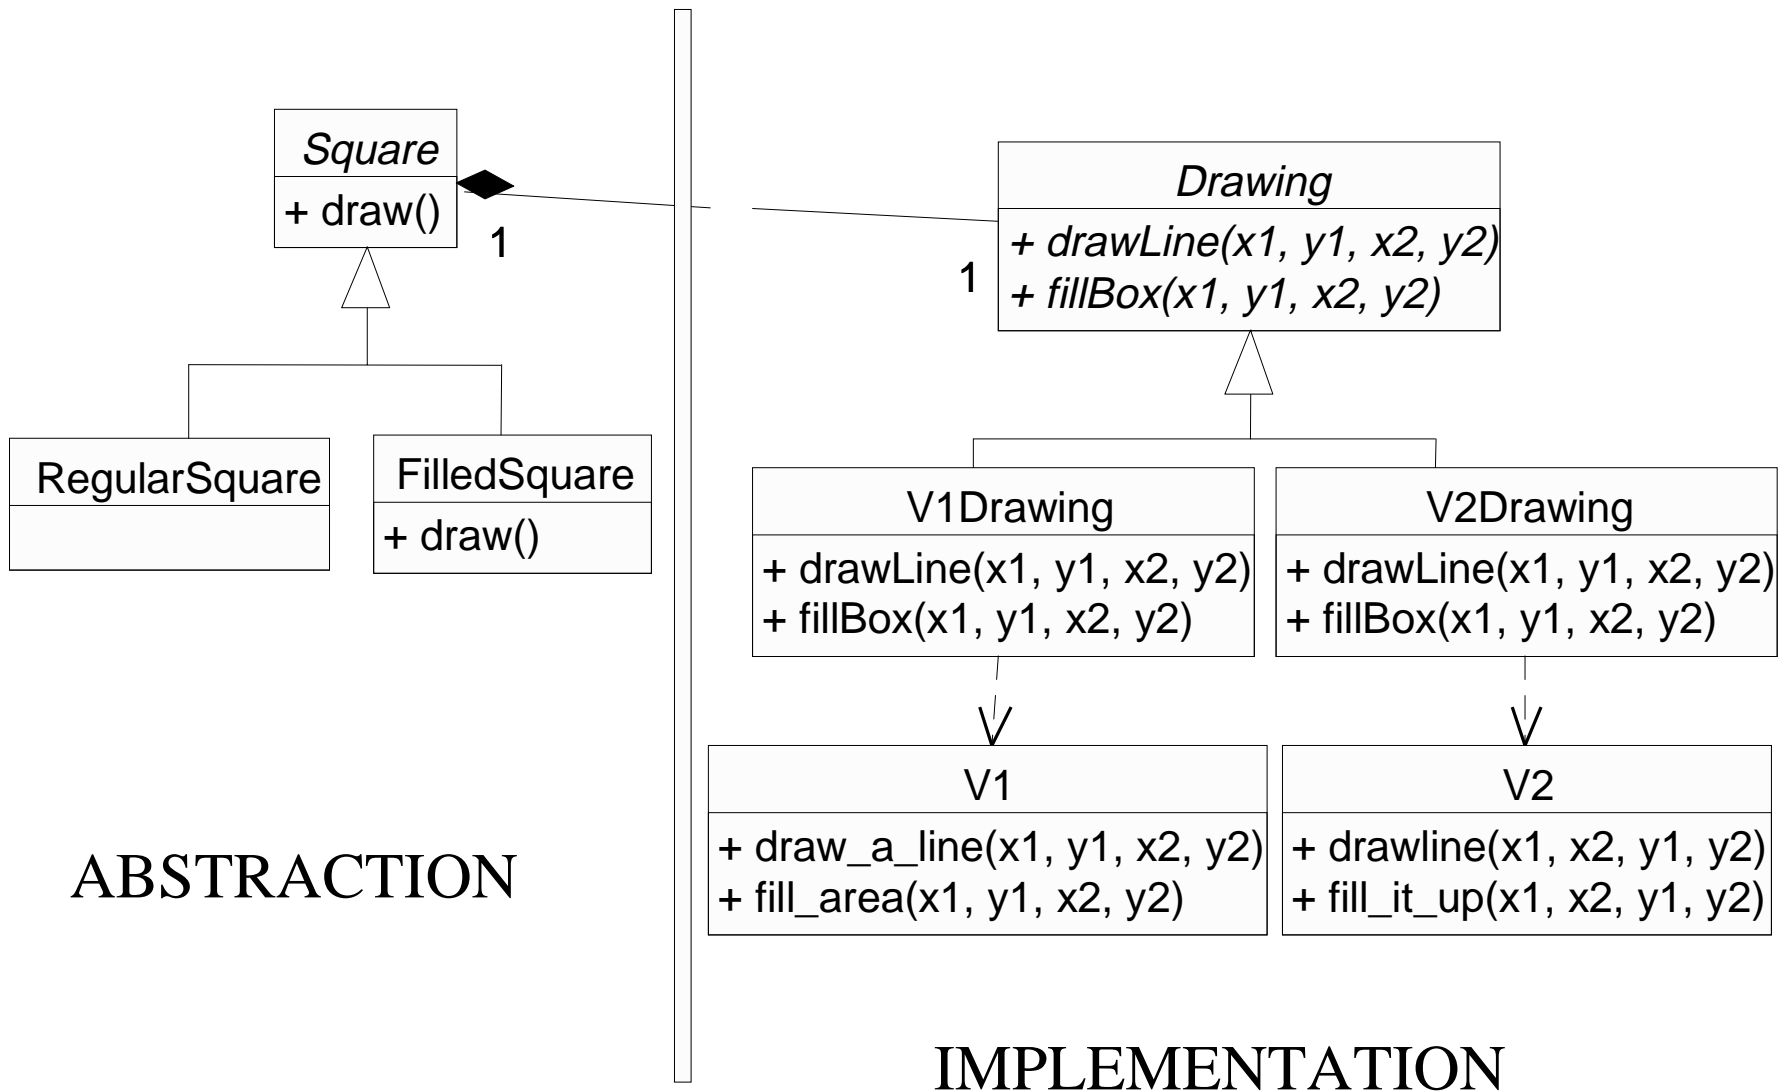 Square
+ draw()
1
RegularSquare
FilledSquare
+ draw()
ABSTRACTION
Drawing
+ drawLine(x1, y1, x2, y2)
+ fillBox(x1, y1, x2, y2)
1
V1Drawing
+ drawLine(x1, y1, x2, y2)
+ fillBox(x1, y1, x2, y2)
V2Drawing
+ drawLine(x1, y1, x2, y2)
+ fillBox(x1, y1, x2, y2)
V1
+ draw_a_line(x1, y1, x2, y2)
+ fill_area(x1, y1, x2, y2)
V2
+ drawline(x1, x2, y1, y2)
+ fill_it_up(x1, x2, y1, y2)
IMPLEMENTATION